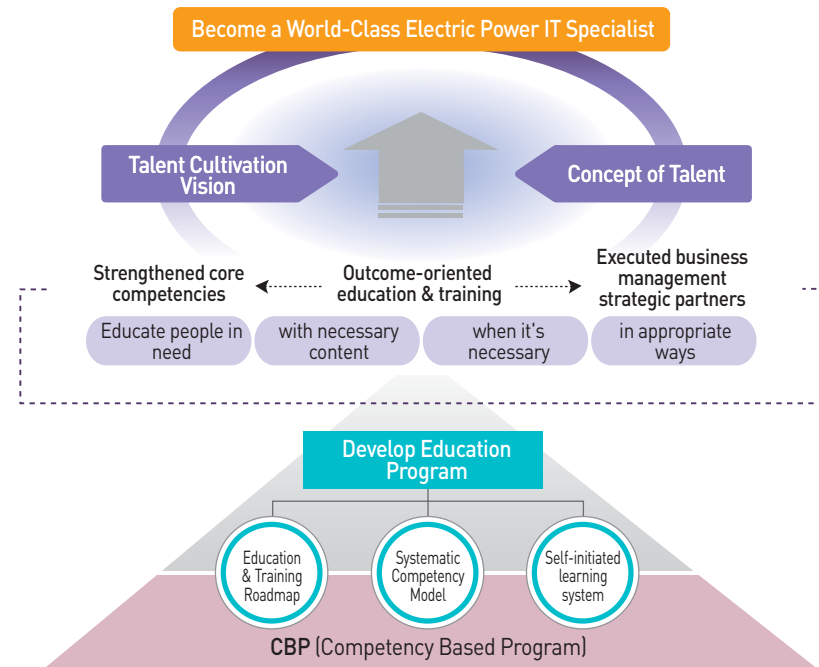 Become a World-Class Electric Power IT Specialist
Talent Cultivation
Vision
Concept of Talent
Strengthened core
competencies
Outcome-oriented
education & training
Executed business
management
strategic partners
Educate people in
need
with necessary
content
when it's
necessary
in appropriate
ways
Develop Education
Program
Education
& Training
Roadmap
Systematic
Competency
Model
Self-initiated
learning
system
CBP (Competency Based Program)